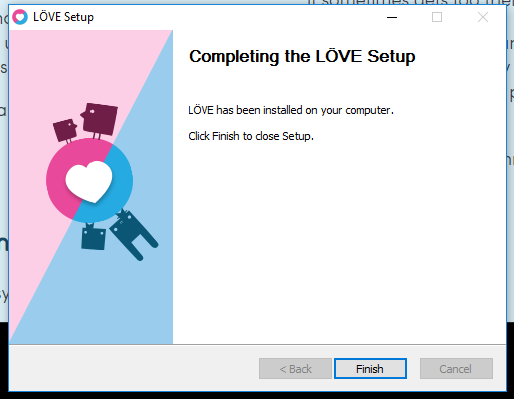 LÖVE Setup
Completing the LÖVE Setup
LÖVE has been installed on your computer.
Click Finish to close Setup.
< Back
Finish
Cancel